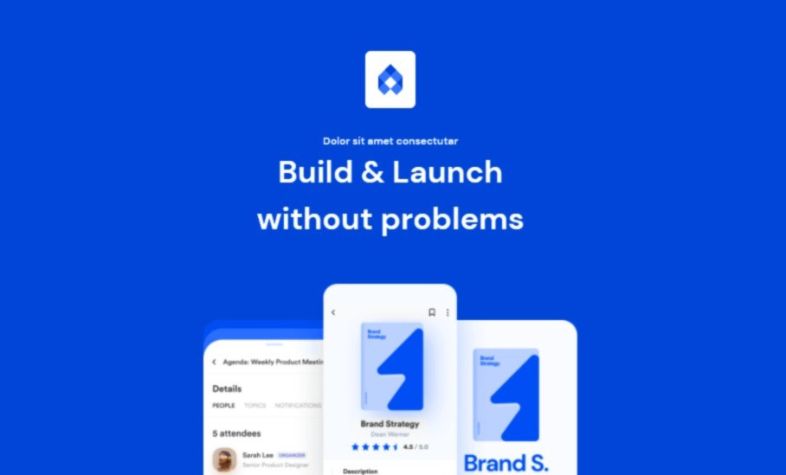 Dolor sit amet consectutar
Build & Launch
without problems
Agenda: Weekly Product Meetin
Details
PEOPLE TOPICS NOTIFICATIONS
5 attendees
Sarah Lee ORGANIZER
Senior Product Designer
Brand
Strategy
Brand Strategy
Dean Werner
4.5 / 5.0
Description
Brand
Strategy
Brand S.